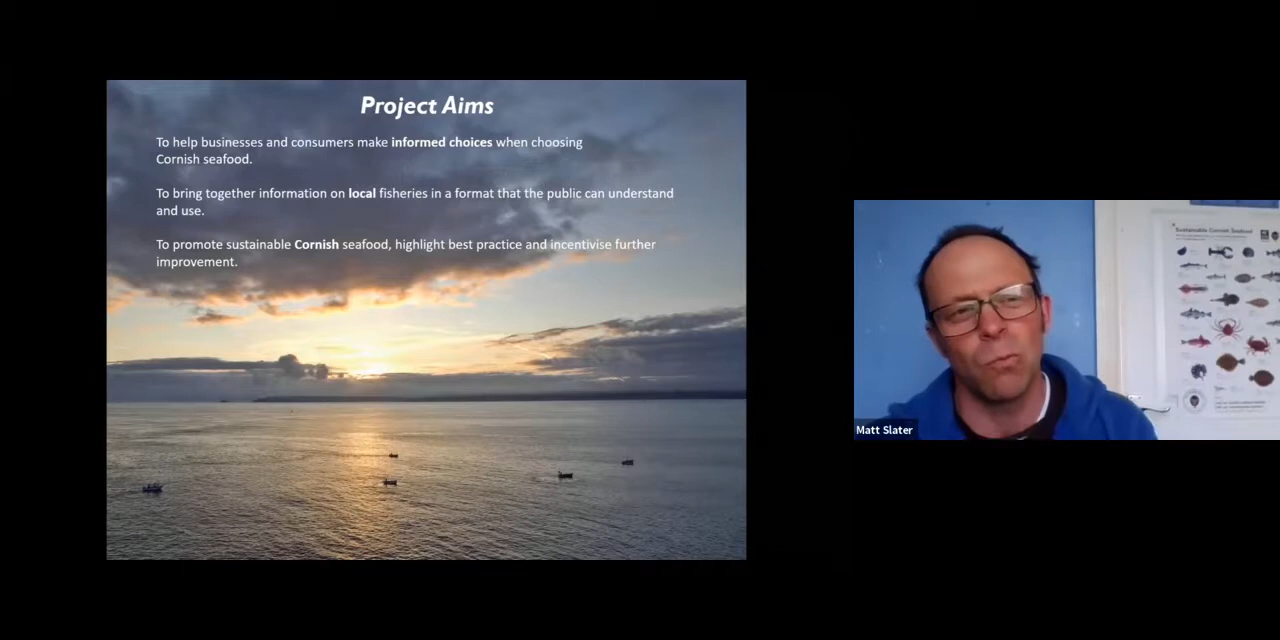 Project Aims
To help businesses and consumers make informed choices when choosing
Cornish seafood.
To bring together information on local fisheries in a format that the public can understand
and use.
To promote sustainable Cornish seafood, highlight best practice and incentivise further
improvement.
Sustainable Cornish Seafood
Matt Slater